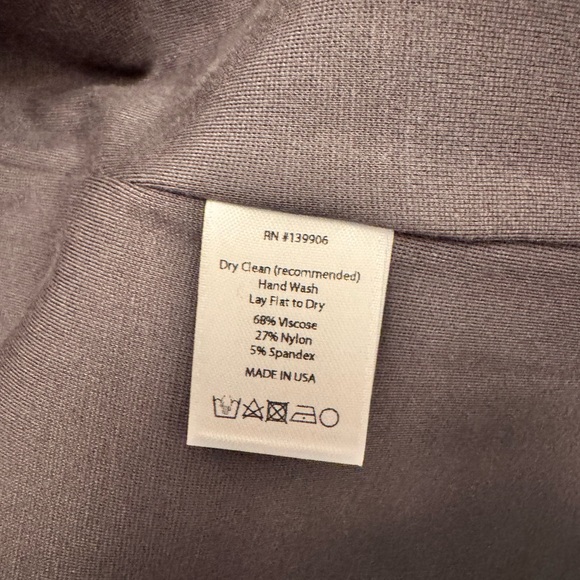 RN #139906
Dry Clean (recommended)
Hand Wash
Lay Flat to Dry
68% Viscose
27% Nylon
5% Spandex
MADE IN USA